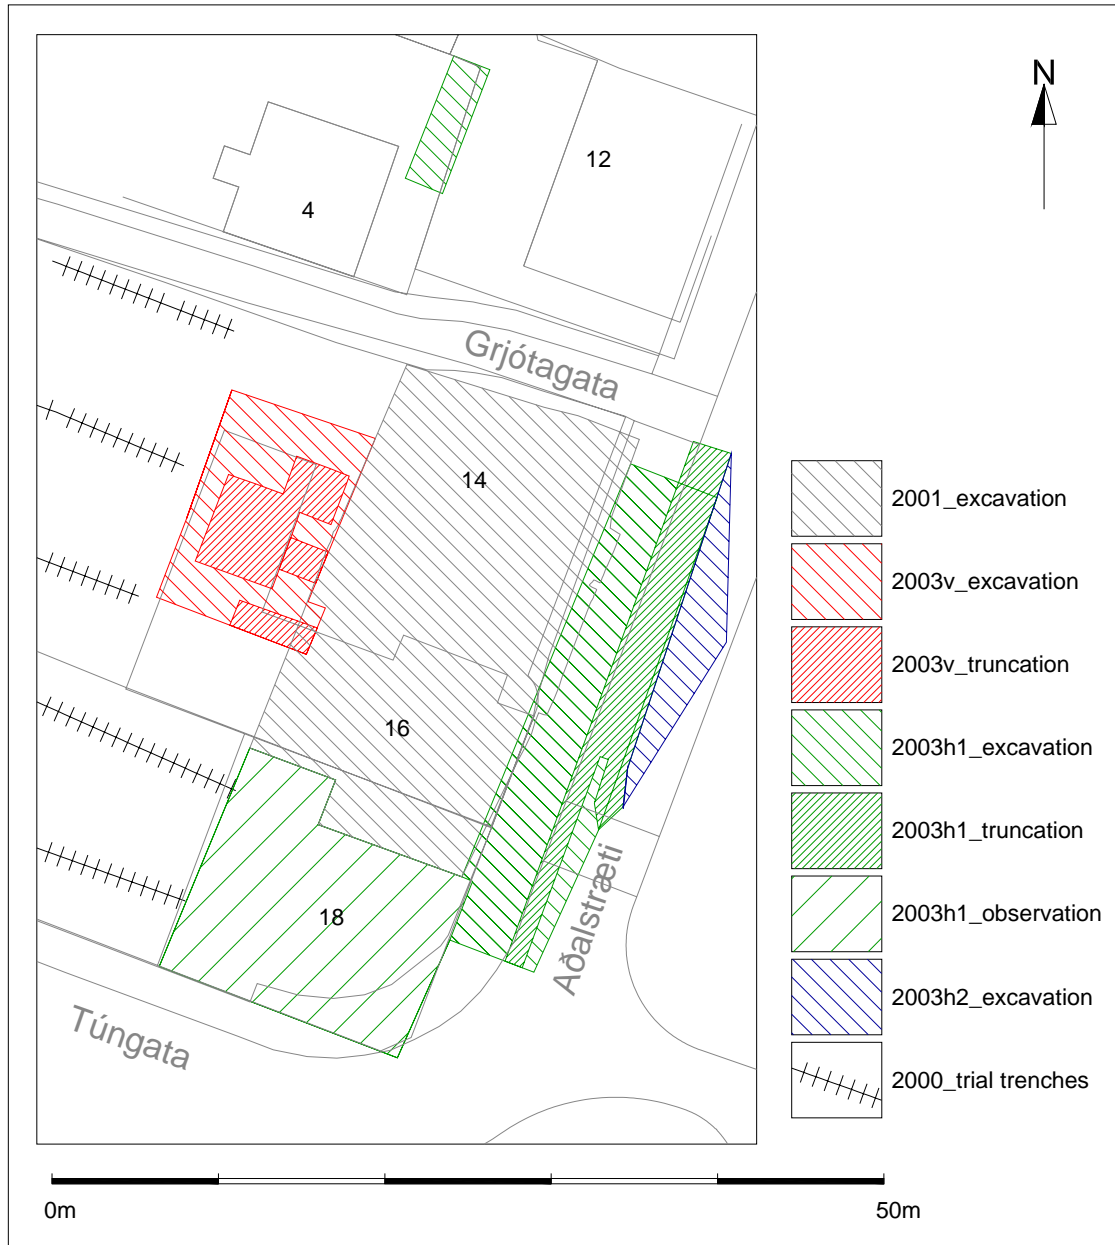 N
12
4
Grjótagata
14
16
18
Aðalstræti
Túngata
2001_excavation
2003v_excavation
2003v_truncation
2003h1_excavation
2003h1_truncation
2003h1_observation
2003h2_excavation
2000_trial trenches
0m
50m